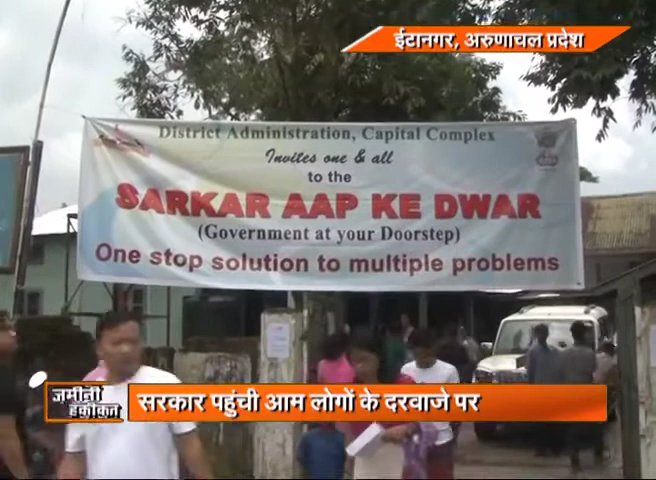 ईटानगर, अरुणाचल प्रदेश
District Administration, Capital Complex
Invites one & all
to the
SARKAR AAP KE DWAR
(Government at your Doorstep)
One stop solution to multiple problems
ज़मीनी
हकीकत
सरकार पहुंची आम लोगों के दरवाजे पर